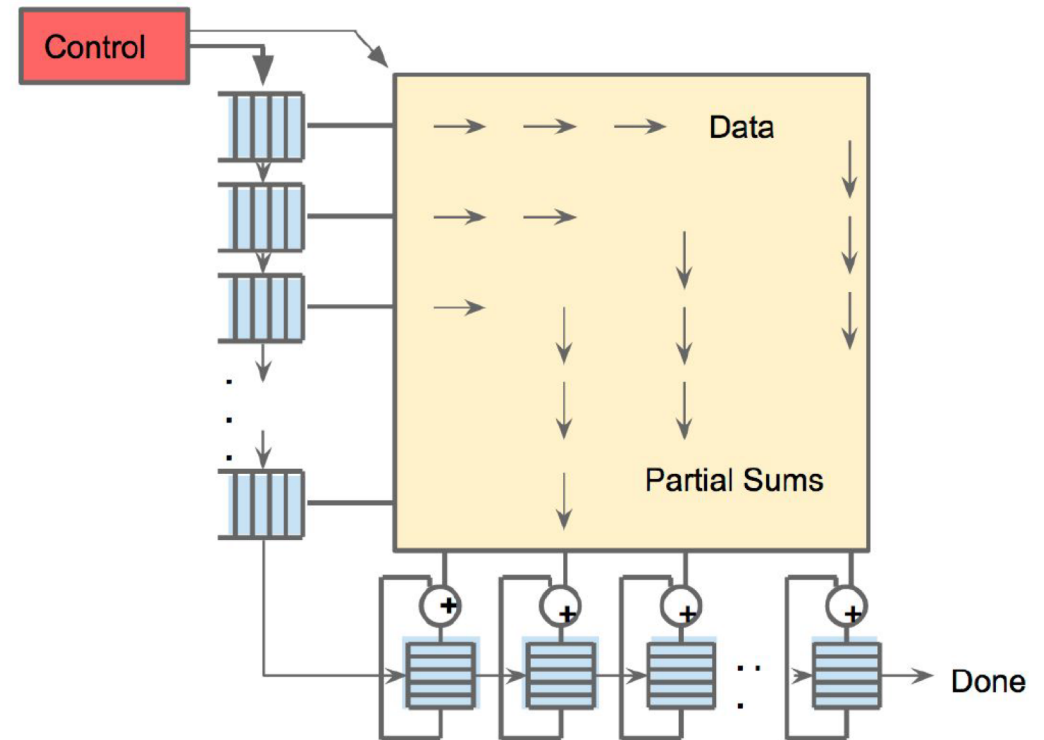 Control
Data
Partial Sums
+
+
+
+
Done